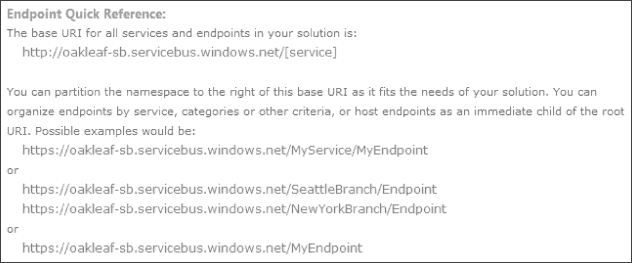 Endpoint Quick Reference:
The base URI for all services and endpoints in your solution is:
http://oakleaf-sb.servicebus.windows.net/[service]
You can partition the namespace to the right of this base URI as it fits the needs of your solution. You can
organize endpoints by service, categories or other criteria, or host endpoints as an immediate child of the root
URI. Possible examples would be:
https://oakleaf-sb.servicebus.windows.net/MyService/MyEndpoint
or
https://oakleaf-sb.servicebus.windows.net/SeattleBranch/Endpoint
https://oakleaf-sb.servicebus.windows.net/NewYorkBranch/Endpoint
or
https://oakleaf-sb.servicebus.windows.net/MyEndpoint